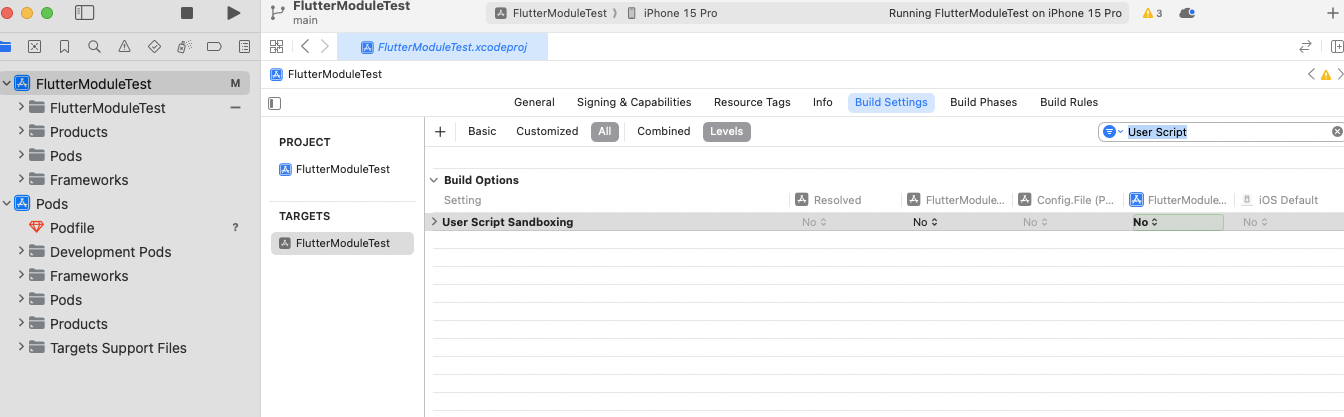 FlutterModuleTest
main
FlutterModuleTest
iPhone 15 Pro
Running FlutterModuleTest on iPhone 15 Pro
3
FlutterModuleTest.xcodeproj
FlutterModuleTest M
FlutterModuleTest
Products
Pods
Frameworks
Pods
Podfile ?
Development Pods
Frameworks
Pods
Products
Targets Support Files
FlutterModuleTest
General Signing & Capabilities Resource Tags Info Build Settings Build Phases Build Rules
PROJECT
FlutterModuleTest
TARGETS
FlutterModuleTest
+ Basic Customized All Combined Levels User Script
Build Options
Setting Resolved FlutterModule... Config.File (P... FlutterModule... iOS Default
User Script Sandboxing No No No No No